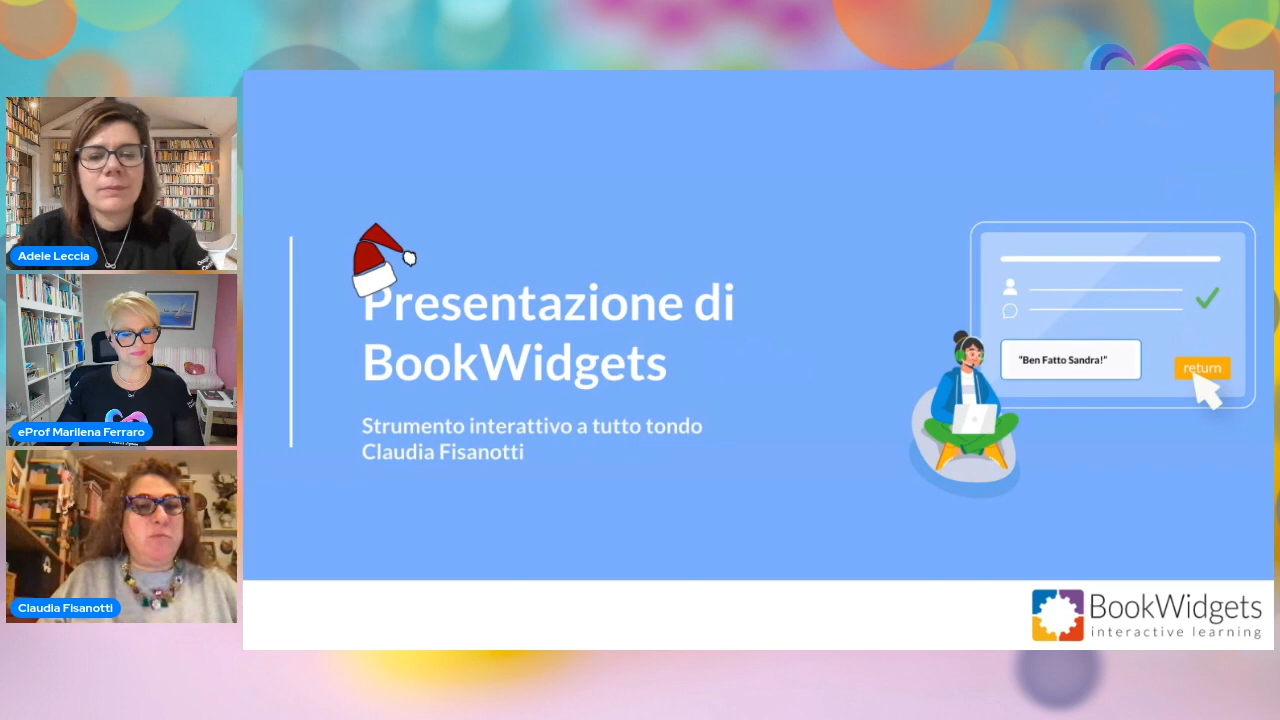 Adele Leccia
eProf Marilena Ferraro
Claudia Fisanotti
Presentazione di
BookWidgets
Strumento interattivo a tutto tondo
Claudia Fisanotti
"Ben Fatto Sandra!"
return
BookWidgets
interactive learning